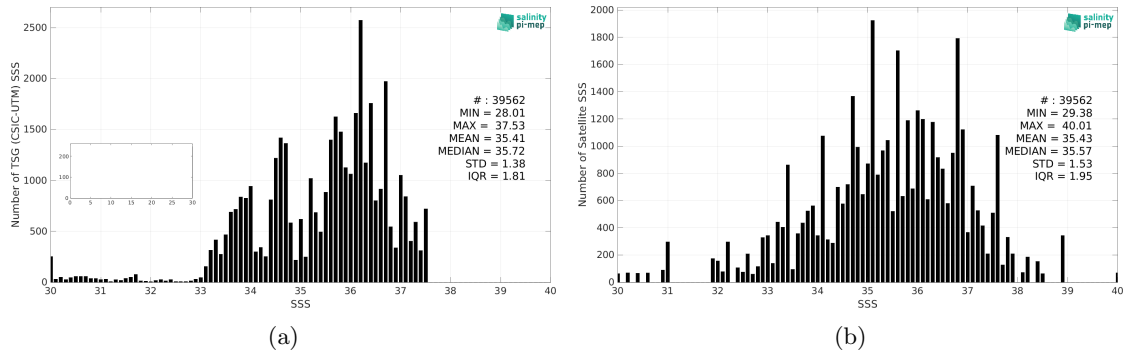 2500
2000
1500
1000
500
0
Number of TSG (CSIC-UTM) SSS
salinity
pi-mep
# : 39562
MIN = 28.01
MAX = 37.53
MEAN = 35.41
MEDIAN = 35.72
STD = 1.38
IQR = 1.81
200
100
0
0 5 10 15 20 25 30
30 31 32 33 34 35 36 37 38 39 40
SSS
(a)
2000
1800
1600
1400
1200
1000
800
600
400
200
0
Number of Satellite SSS
salinity
pi-mep
# : 39562
MIN = 29.38
MAX = 40.01
MEAN = 35.43
MEDIAN = 35.57
STD = 1.53
IQR = 1.95
30 31 32 33 34 35 36 37 38 39 40
SSS
(b)